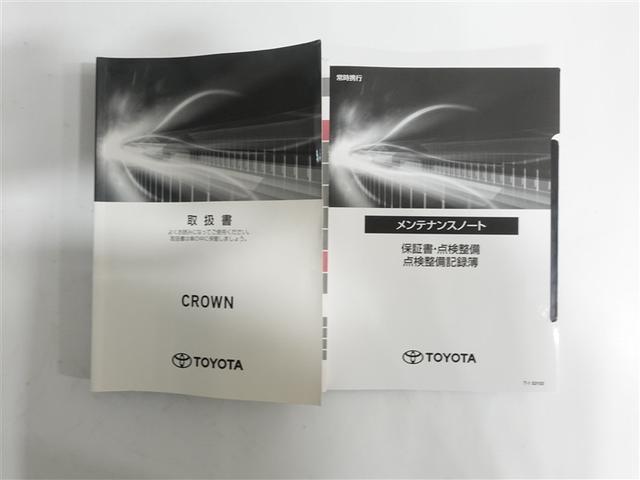 取扱書
よくお読みになってご使用ください。
取扱書は車の中に保管しましょう。
CROWN
TOYOTA
常時携行
メンテナンスノート
保証書・点検整備
点検整備記録簿
TOYOTA